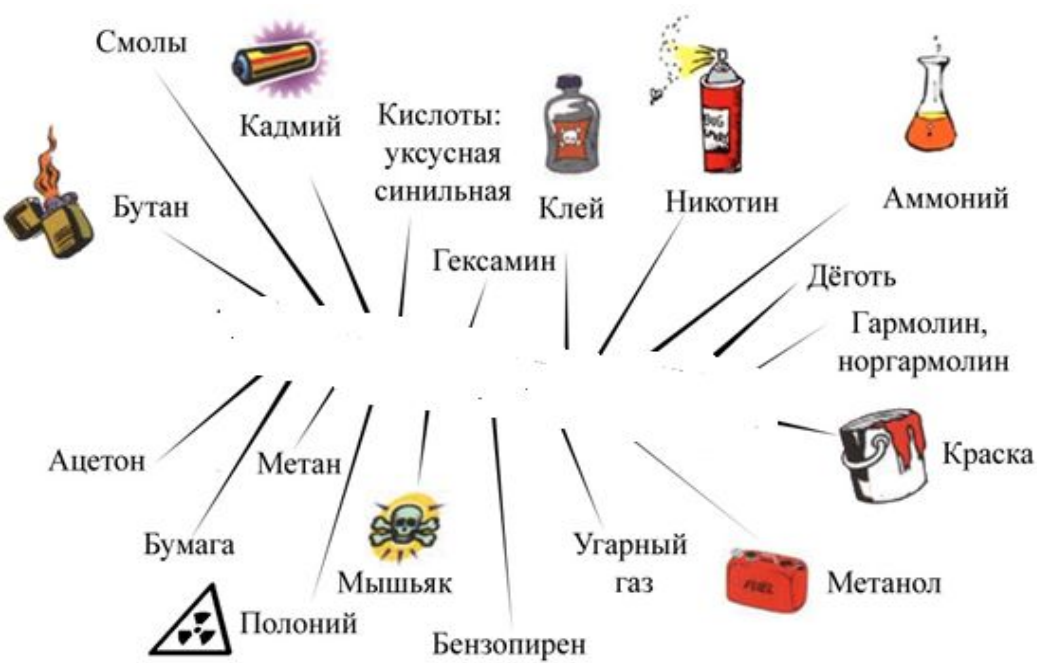 Смолы
Кадмий
Кислоты:
уксусная
синильная
Клей
Никотин
Аммоний
Бутан
Гексамин
Дёготь
Гармолин,
норгармолин
Краска
Ацетон
Метан
Бумага
Мышьяк
Полоний
Бензопирен
Угарный
газ
FUEL
Метанол